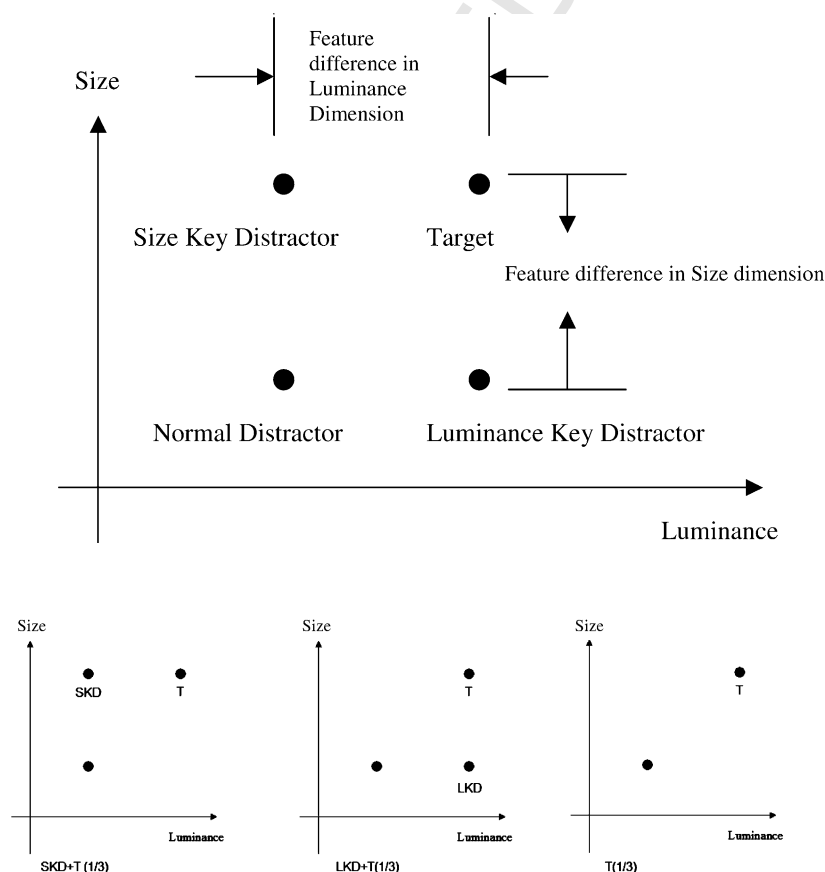 Feature
difference in
Luminance
Dimension
Size
Size Key Distractor
Target
Feature difference in Size dimension
Normal Distractor
Luminance Key Distractor
Luminance
Size
SKD
T
Luminance
SKD+T (1/3)
Size
T
LKD
Luminance
LKD+T(1/3)
Size
T
Luminance
T(1/3)